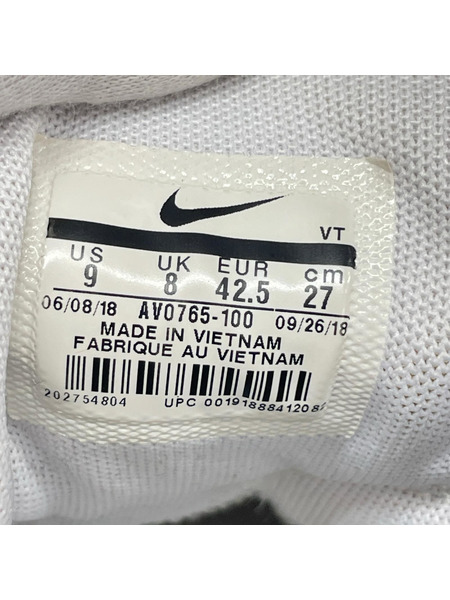 VT
US UK EUR cm
9 8 42.5 27
06/08/18 AV0765-100 09/26/18
MADE IN VIETNAM
FABRIQUE AU VIETNAM
202754804 UPC 00191888412082